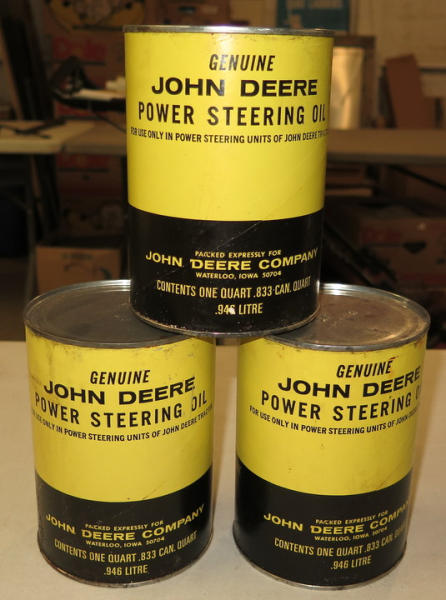 GENUINE
JOHN DEERE
POWER STEERING OIL
FOR USE ONLY IN POWER STEERING UNITS OF JOHN DEERE
PACKED EXPRESSLY FOR
JOHN DEERE COMPANY
WATERLOO, IOWA 50704
CONTENTS ONE QUART .833 CAN. QUART
.946 LITRE
GENUINE
JOHN DEERE
POWER STEERING OIL
FOR USE ONLY IN POWER STEERING UNITS OF JOHN DEERE
PACKED EXPRESSLY FOR
JOHN DEERE COMPANY
WATERLOO, IOWA 50704
CONTENTS ONE QUART .833 CAN. QUART
.946 LITRE
GENUINE
JOHN DEERE
POWER STEERING
FOR USE ONLY IN POWER STEERING UNITS OF JOHN DEERE
PACKED EXPRESSLY FOR
JOHN DEERE COMPANY
WATERLOO, IOWA 50704
CONTENTS ONE QUART .833 CAN. QUART
.946 LITRE